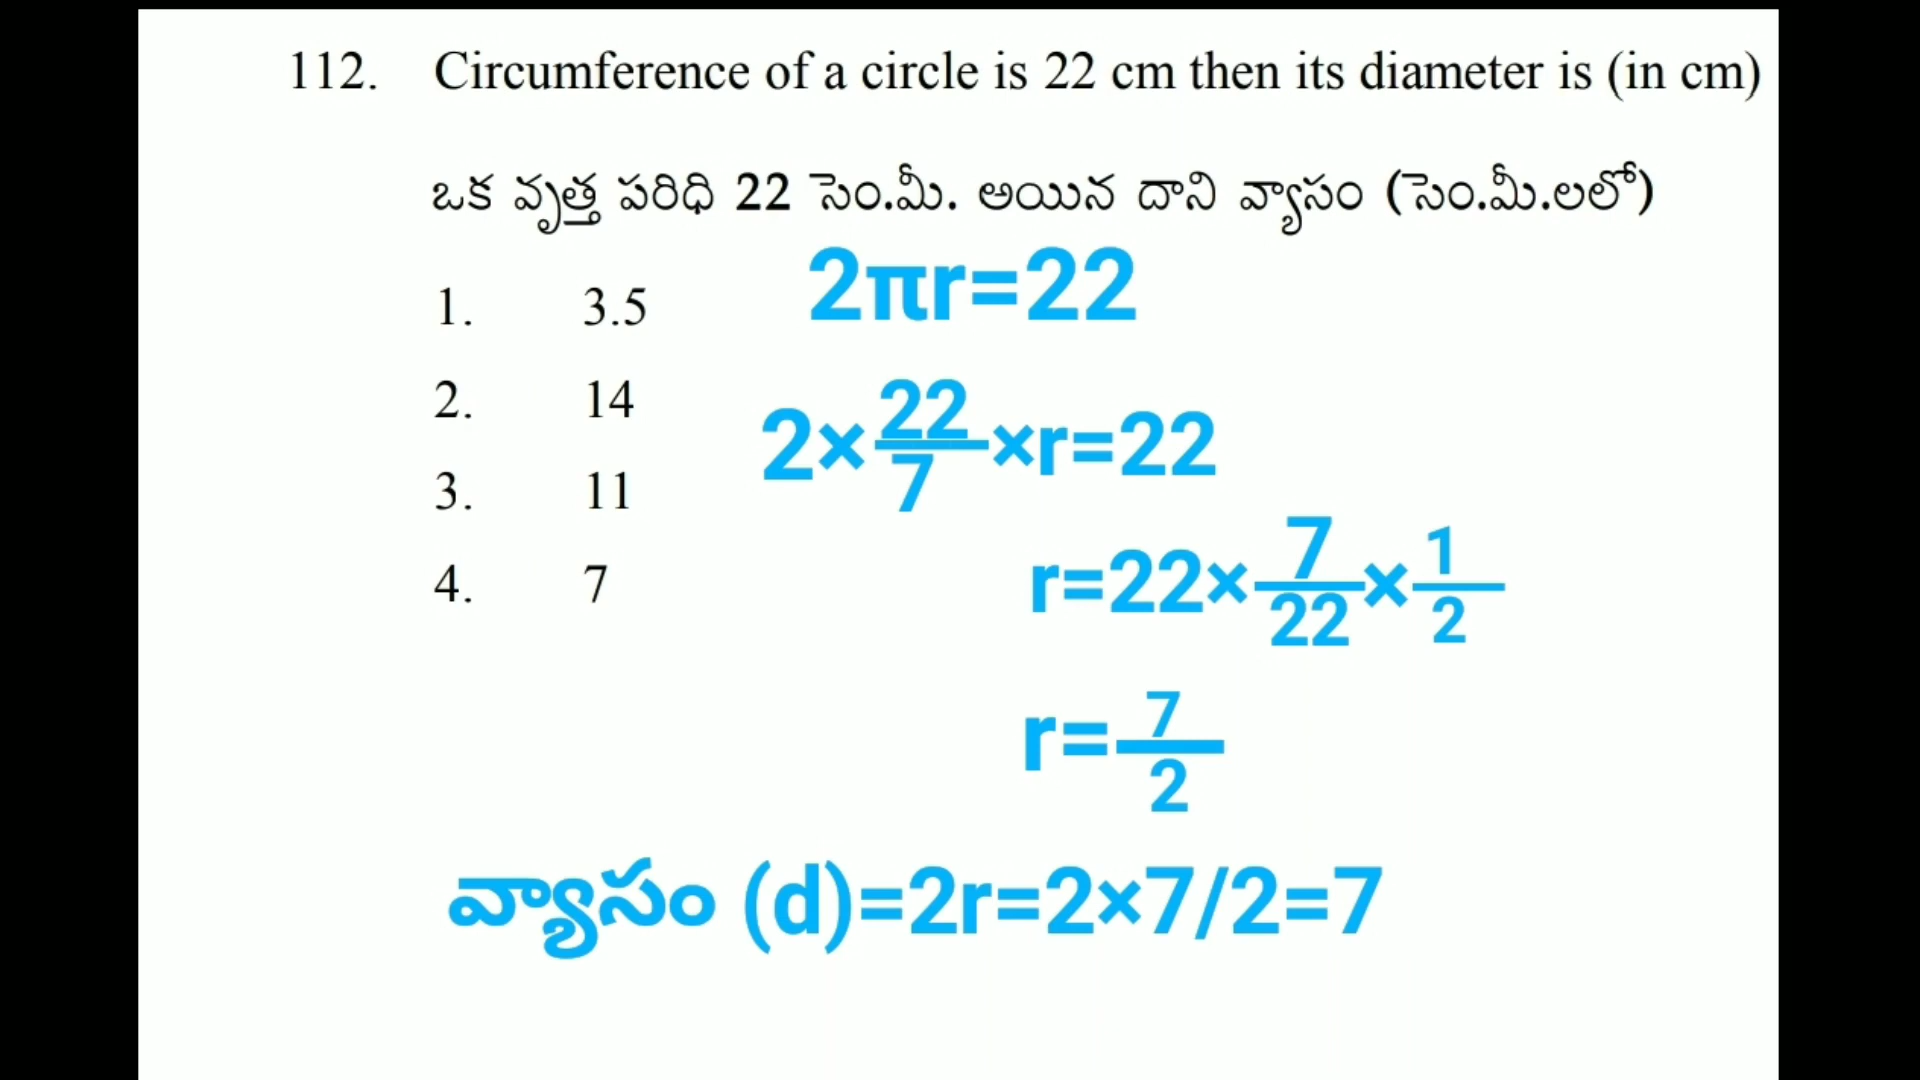 112. Circumference of a circle is 22 cm then its diameter is (in cm)
ఒక వృత్త పరిధి 22 సెం.మీ. అయిన దాని వ్యాసం (సెం.మీ.లలో)
1. 3.5
2. 14
3. 11
4. 7
2πr=22
2×22/7×r=22
r=22×7/22×1/2
r=7/2
వ్యాసం (d)=2r=2×7/2=7